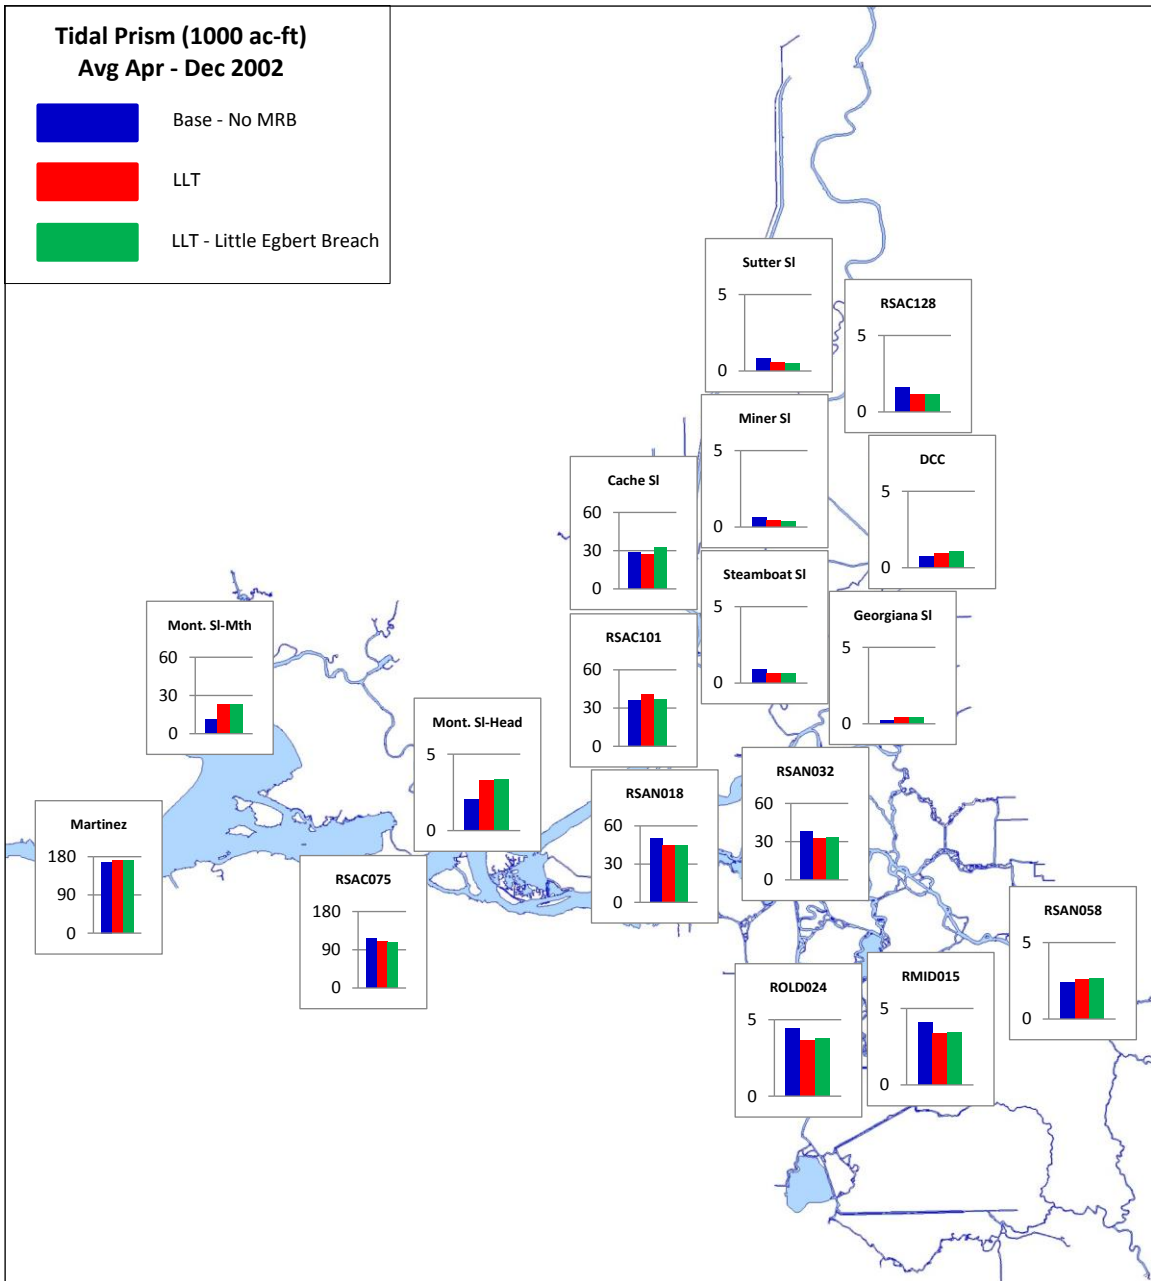 Tidal Prism (1000 ac-ft)
Avg Apr - Dec 2002
Base - No MRB
LLT
LLT - Little Egbert Breach
Sutter Sl
5
0
RSAC128
5
0
Miner Sl
5
0
DCC
5
0
Cache Sl
60
30
0
Steamboat Sl
5
0
Georgiana Sl
5
0
Mont. Sl-Mth
60
30
0
RSAC101
60
30
0
Mont. Sl-Head
5
0
RSAN032
60
30
0
RSAN018
60
30
0
Martinez
180
90
0
RSAC075
180
90
0
RSAN058
5
0
ROLD024
5
0
RMID015
5
0